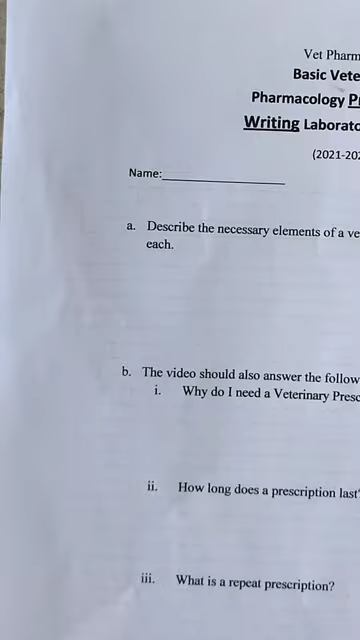 Vet Pharm
Basic Vete
Pharmacology P
Writing Laborato
(2021-202
Name:
a. Describe the necessary elements of a ve
each.
b. The video should also answer the follow
i. Why do I need a Veterinary Presc
ii. How long does a prescription last
iii. What is a repeat prescription?